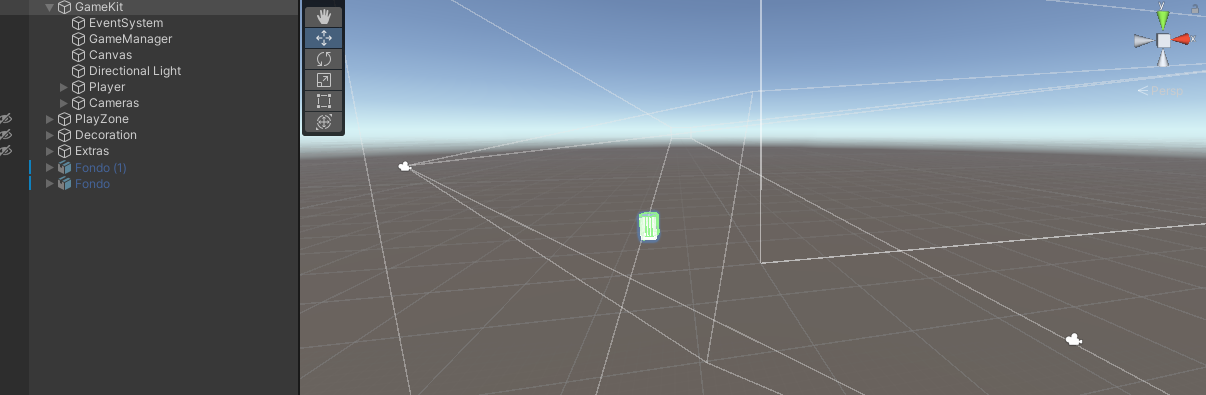 GameKit
EventSystem
GameManager
Canvas
Directional Light
Player
Cameras
PlayZone
Decoration
Extras
Fondo (1)
Fondo
y
x
Persp